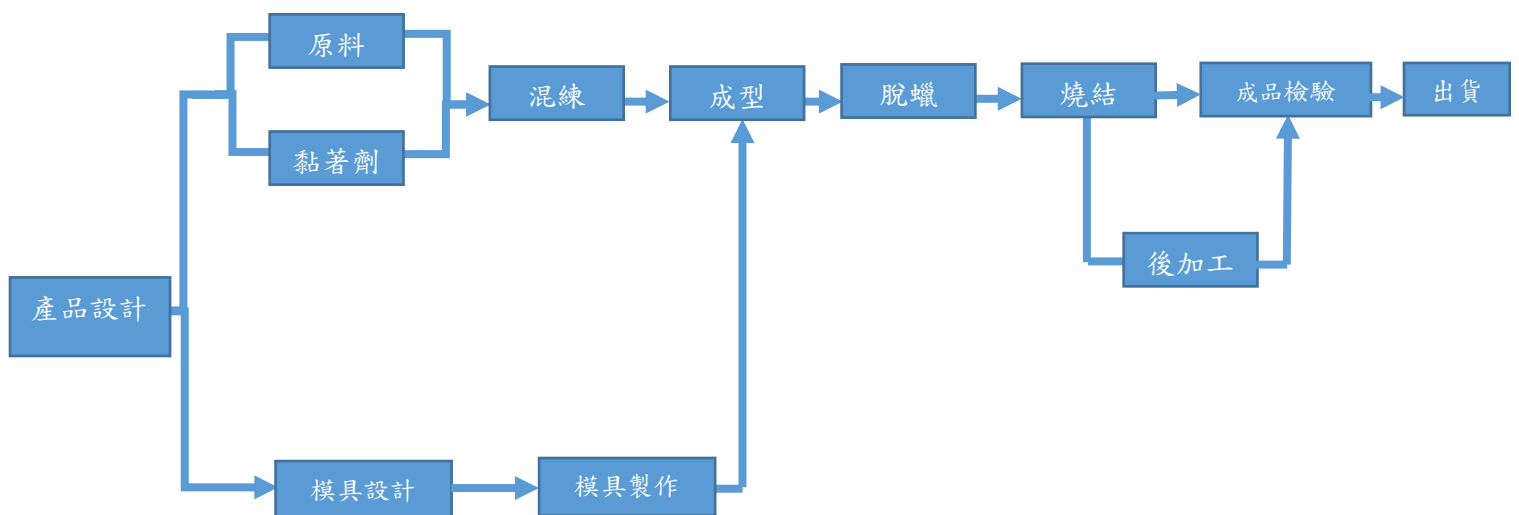 原料
黏著劑
混練
成型
脫蠟
燒結
成品檢驗
出貨
後加工
產品設計
模具設計
模具製作